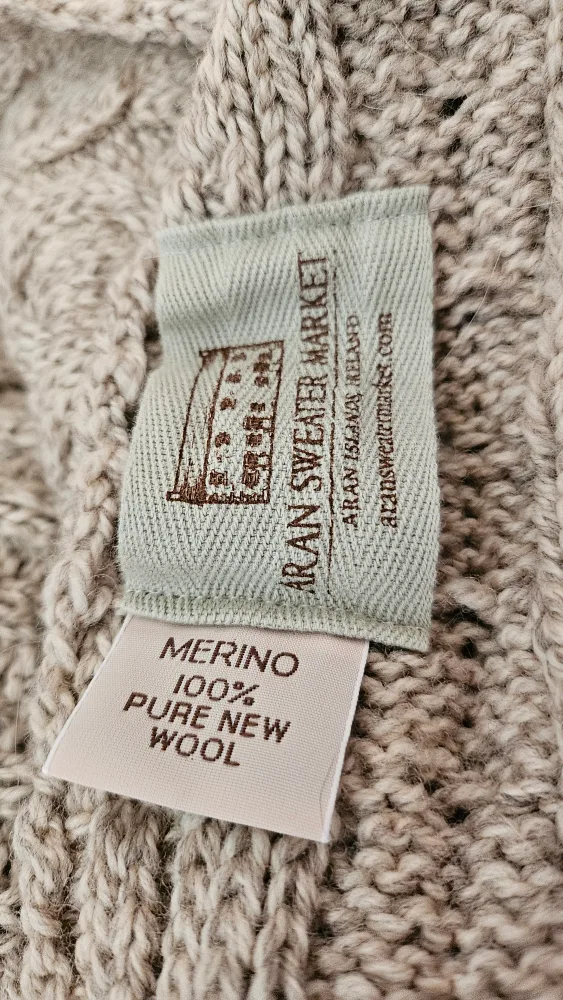 ARAN SWEATER MARKET
ARAN ISLANDS IRELAND
aransweatermarket.com
MERINO
100%
PURE NEW
WOOL